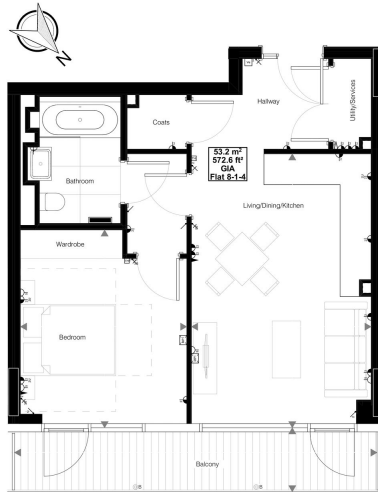 N
Utility/Services
Hallway
Coats
53.2 m²
572.6 ft²
GIA
Flat 8-1-4
Bathroom
Living/Dining/Kitchen
Wardrobe
Bedroom
Balcony